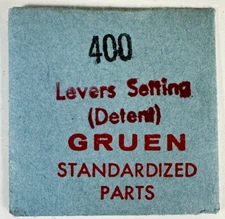 400
Levers Setting
(Detent)
GRUEN
STANDARDIZED
PARTS